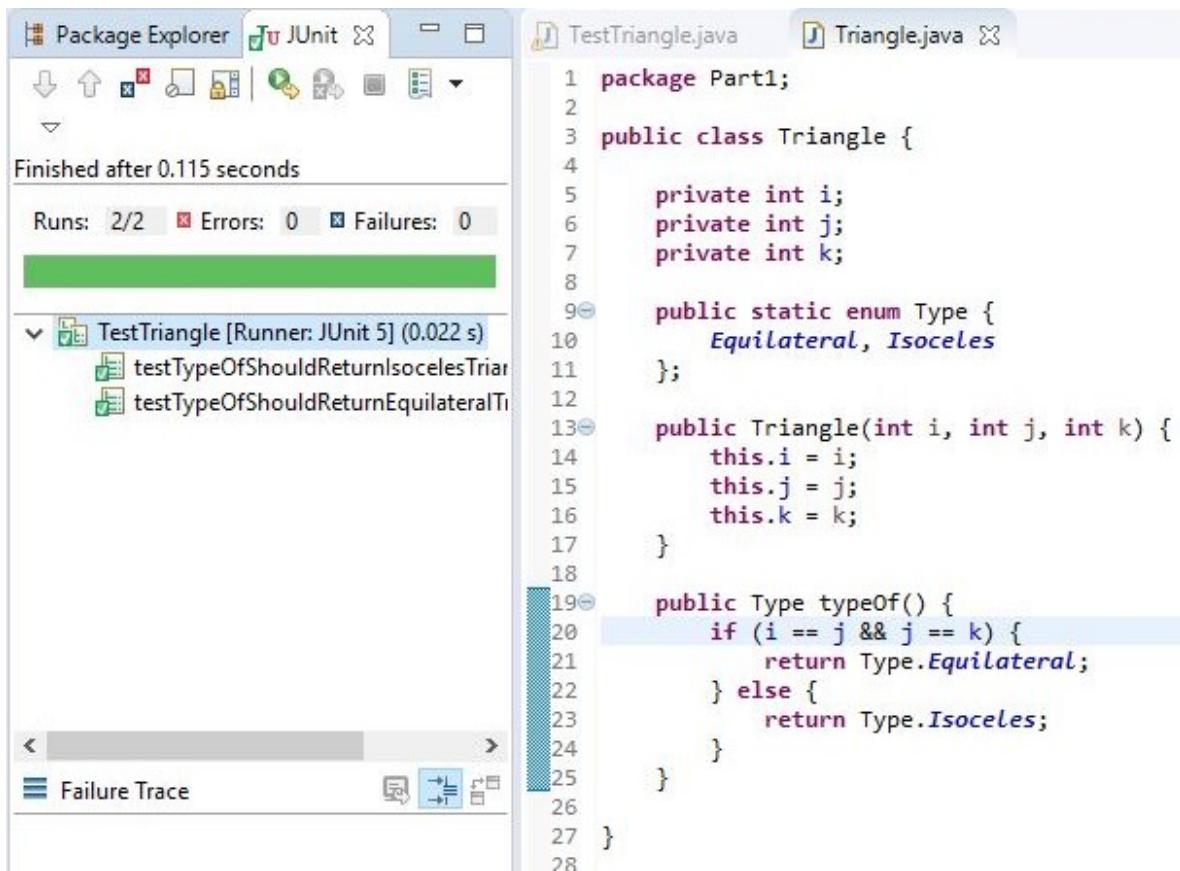 Package Explorer JUnit
Finished after 0.115 seconds
Runs: 2/2 Errors: 0 Failures: 0
TestTriangle [Runner: JUnit 5] (0.022 s)
testTypeOfShouldReturnIsocelesTriar
testTypeOfShouldReturnEquilateralTr
Failure Trace
TestTriangle.java Triangle.java
1 package Part1;
2
3 public class Triangle {
4
5 private int i;
6 private int j;
7 private int k;
8
9 public static enum Type {
10 Equilateral, Isoceles
11 };
12
13 public Triangle(int i, int j, int k) {
14 this.i = i;
15 this.j = j;
16 this.k = k;
17 }
18
19 public Type typeOf() {
20 if (i == j && j == k) {
21 return Type.Equilateral;
22 } else {
23 return Type.Isoceles;
24 }
25 }
26
27 }
28